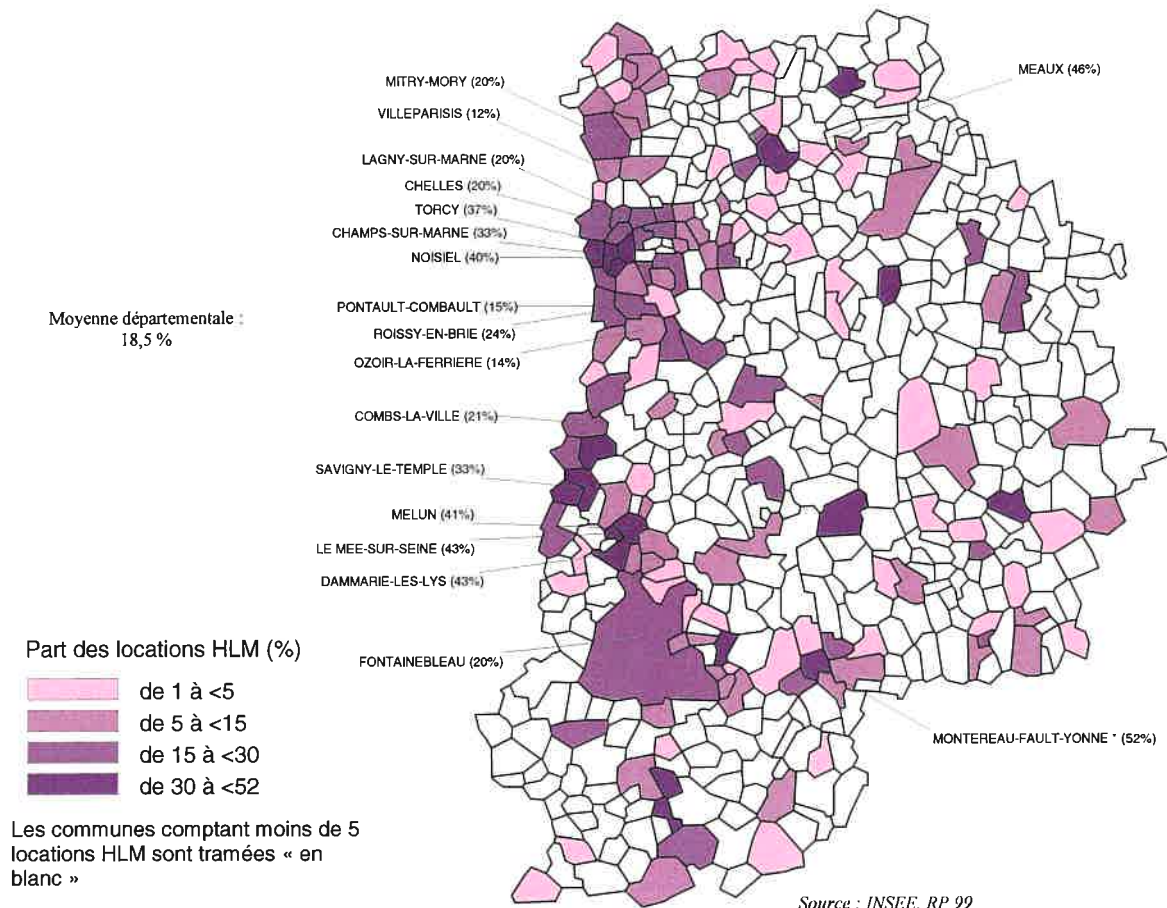 MITRY-MORY (20%)
VILLEPARISIS (12%)
LAGNY-SUR-MARNE (20%)
CHELLES (20%)
TORCY (37%)
CHAMPS-SUR-MARNE (33%)
NOISIEL (40%)
PONTAULT-COMBAULT (15%)
ROISSY-EN-BRIE (24%)
OZOIR-LA-FERRIERE (14%)
COMBS-LA-VILLE (21%)
SAVIGNY-LE-TEMPLE (33%)
MELUN (41%)
LE MEE-SUR-SEINE (43%)
DAMMARIE-LES-LYS (43%)
FONTAINEBLEAU (20%)
MEAUX (46%)
MONTEREAU-FAULT-YONNE * (52%)
Moyenne départementale :
18,5 %
Part des locations HLM (%)
de 1 à <5
de 5 à <15
de 15 à <30
de 30 à <52
Les communes comptant moins de 5
locations HLM sont tramées « en
blanc »
Source : INSEE, RP 99